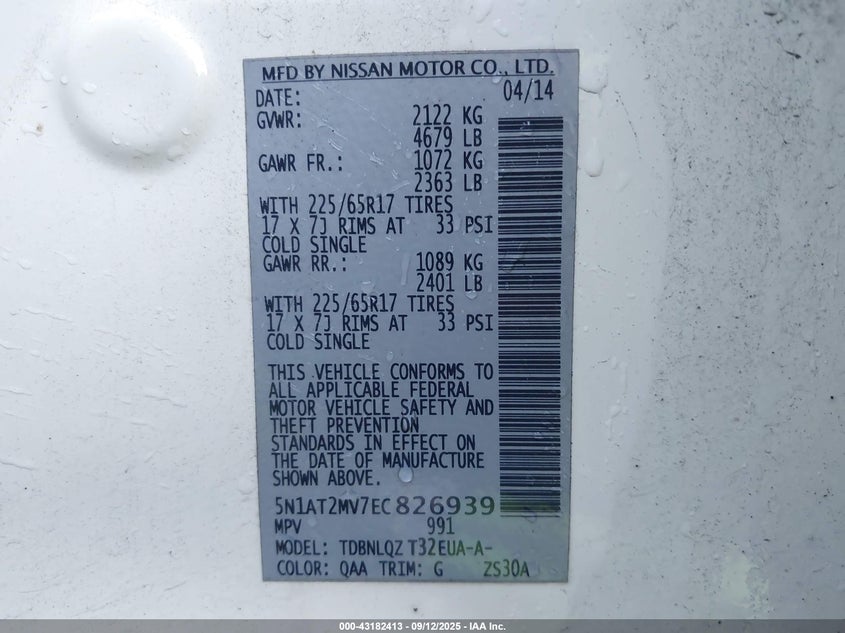 MFD BY NISSAN MOTOR CO., LTD.
DATE: 04/14
GVWR: 2122 KG
4679 LB
GAWR FR.: 1072 KG
2363 LB
WITH 225/65R17 TIRES
17 X 7J RIMS AT 33 PSI
COLD SINGLE
GAWR RR.: 1089 KG
2401 LB
WITH 225/65R17 TIRES
17 X 7J RIMS AT 33 PSI
COLD SINGLE
THIS VEHICLE CONFORMS TO
ALL APPLICABLE FEDERAL
MOTOR VEHICLE SAFETY AND
THEFT PREVENTION
STANDARDS IN EFFECT ON
THE DATE OF MANUFACTURE
SHOWN ABOVE.
5N1AT2MV7EC826939
MPV 991
MODEL: TDBNLQZ T32EUA-A-
COLOR: QAA TRIM: G ZS30A
000-43182413 - 09/12/2025 - IAA Inc.